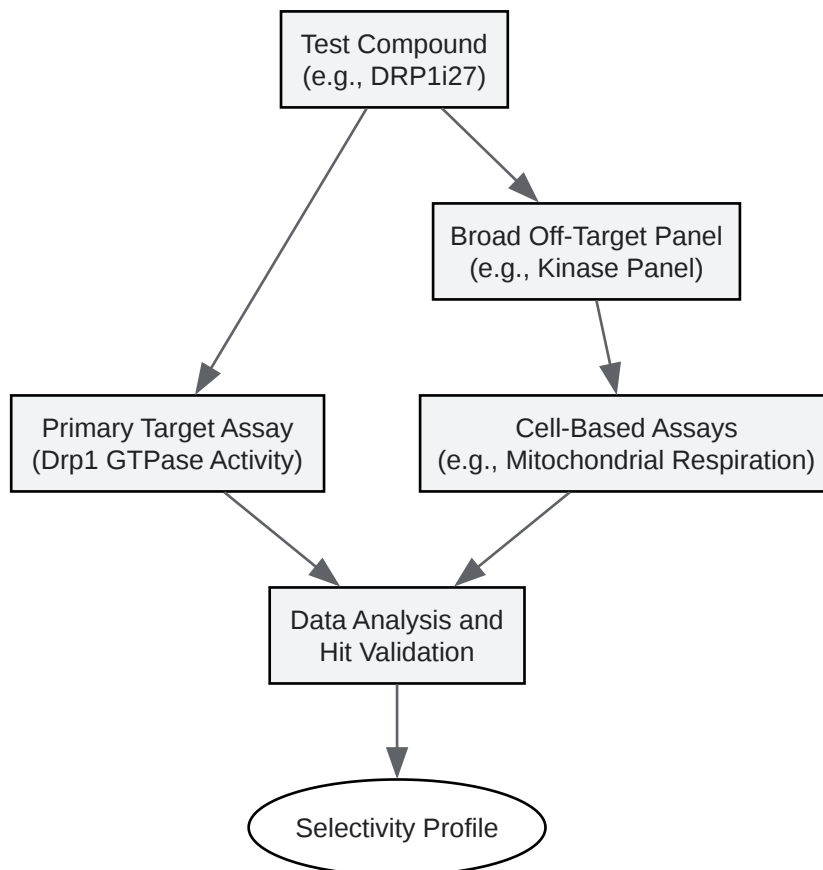 Test Compound
(e.g., DRP1i27)
Broad Off-Target Panel
(e.g., Kinase Panel)
Primary Target Assay
(Drp1 GTPase Activity)
Cell-Based Assays
(e.g., Mitochondrial Respiration)
Data Analysis and
Hit Validation
Selectivity Profile